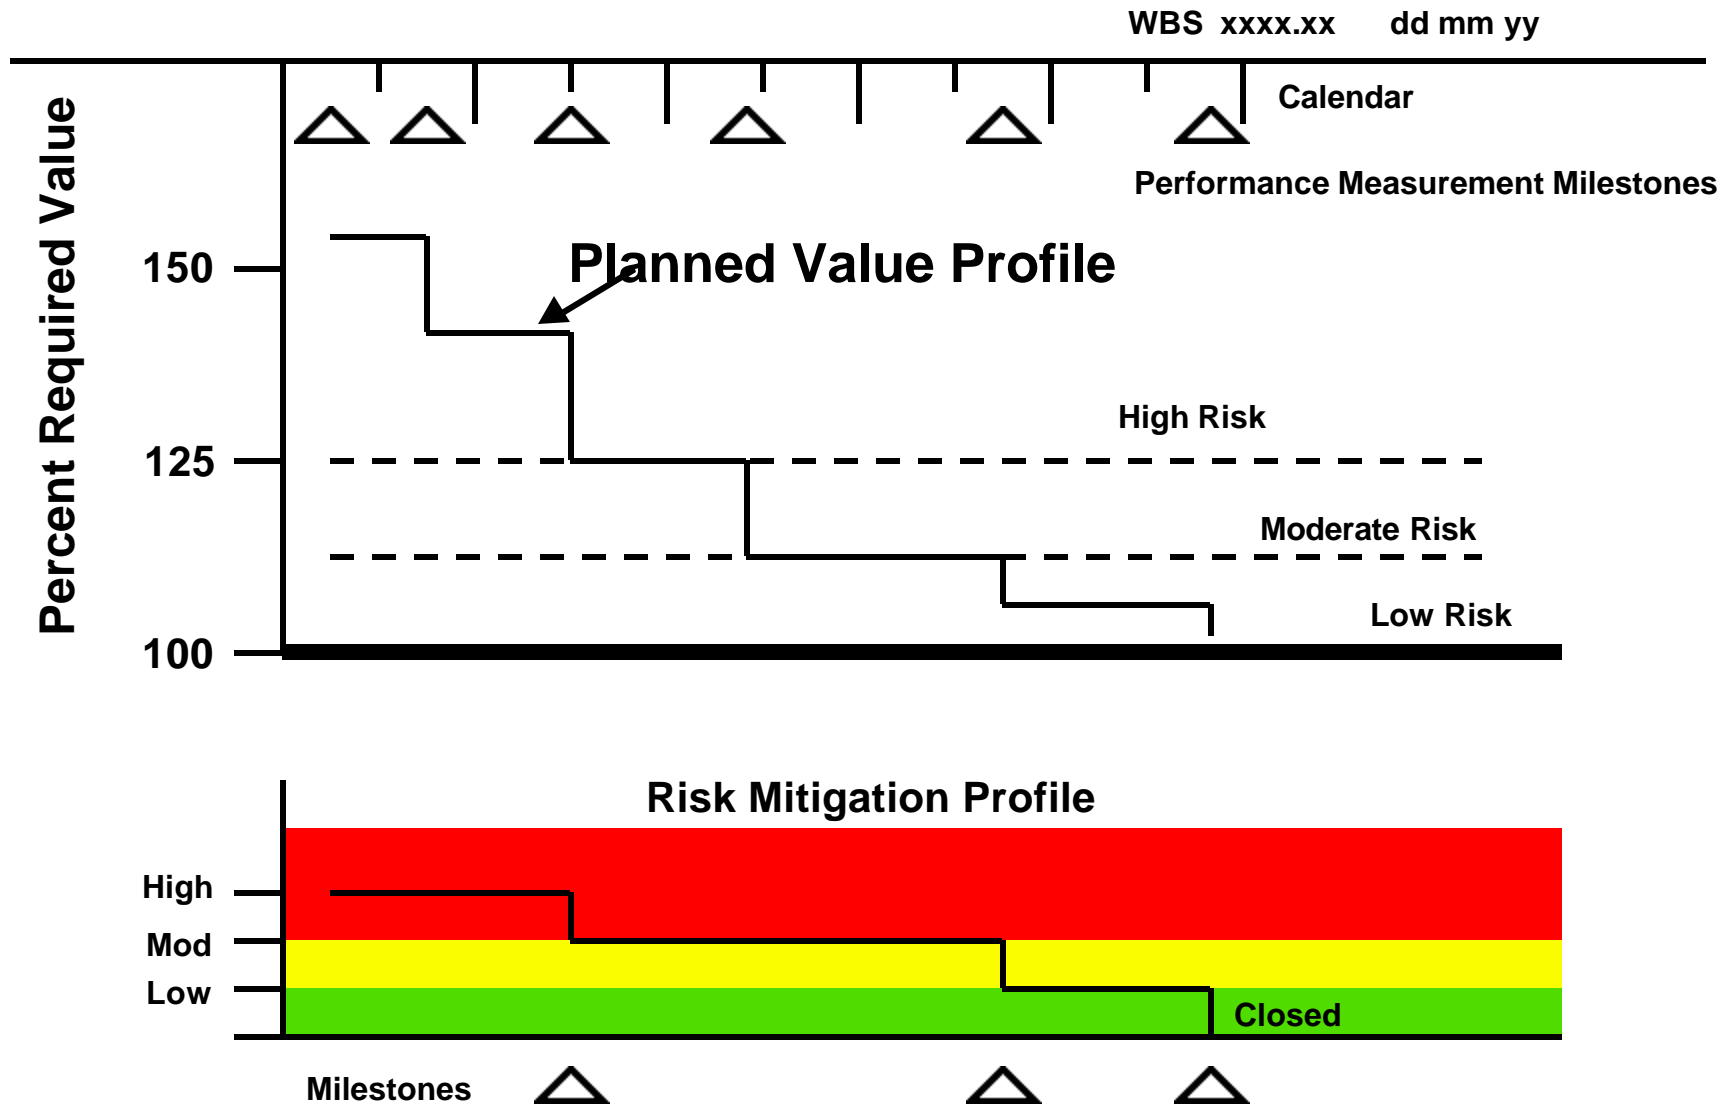 WBS xxxx.xx dd mm yy
Calendar
Performance Measurement Milestones
Percent Required Value
150
Planned Value Profile
High Risk
125
Moderate Risk
Low Risk
100
Risk Mitigation Profile
High
Mod
Low
Closed
Milestones